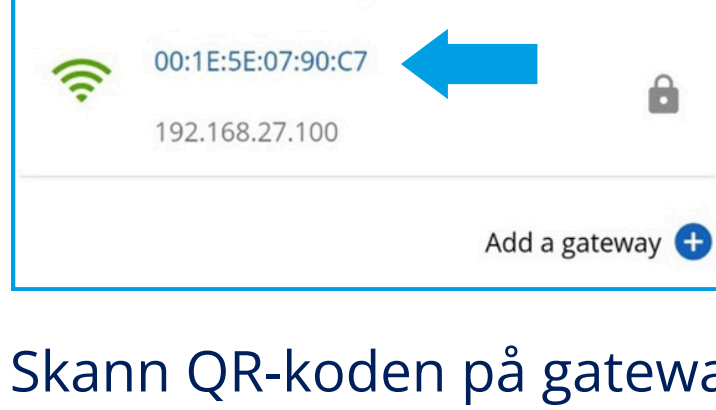 00:1E:5E:07:90:C7
192.168.27.100
Add a gateway
Skann QR-koden på gatewa